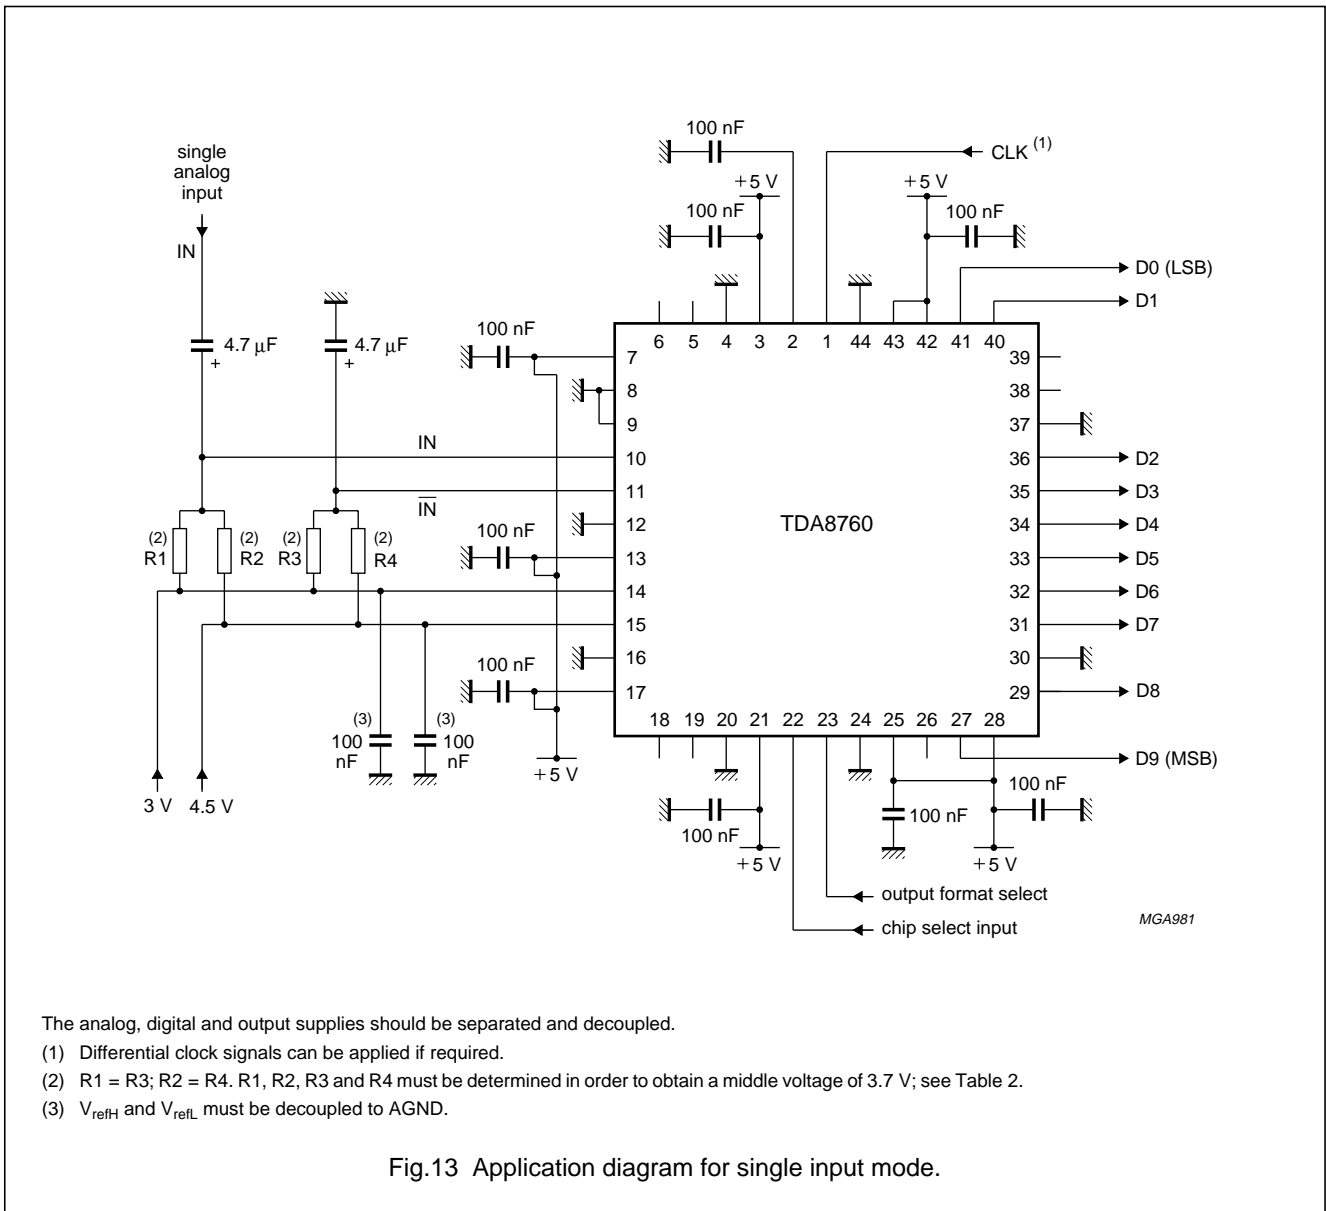 100 nF
CLK (1)
single
analog
input
+5 V
+5 V
100 nF
100 nF
IN
D0 (LSB)
D1
100 nF
6 5 4 3 2 1 44 43 42 41 40
4.7 µF
+
4.7 µF
+
7
39
8
38
9
37
IN
10
36
D2
11
35
D3
I̅N̅
12
TDA8760
34
D4
(2)
R1
(2)
R2
(2)
R3
(2)
R4
100 nF
13
33
D5
14
32
D6
15
31
D7
16
30
100 nF
17
29
D8
18 19 20 21 22 23 24 25 26 27 28
(3)
100
nF
(3)
100
nF
+5 V
D9 (MSB)
3 V
4.5 V
100 nF
100 nF
100 nF
+5 V
+5 V
output format select
chip select input
MGA981
The analog, digital and output supplies should be separated and decoupled.
(1) Differential clock signals can be applied if required.
(2) R1 = R3; R2 = R4. R1, R2, R3 and R4 must be determined in order to obtain a middle voltage of 3.7 V; see Table 2.
(3) VrefH and VrefL must be decoupled to AGND.
Fig.13 Application diagram for single input mode.